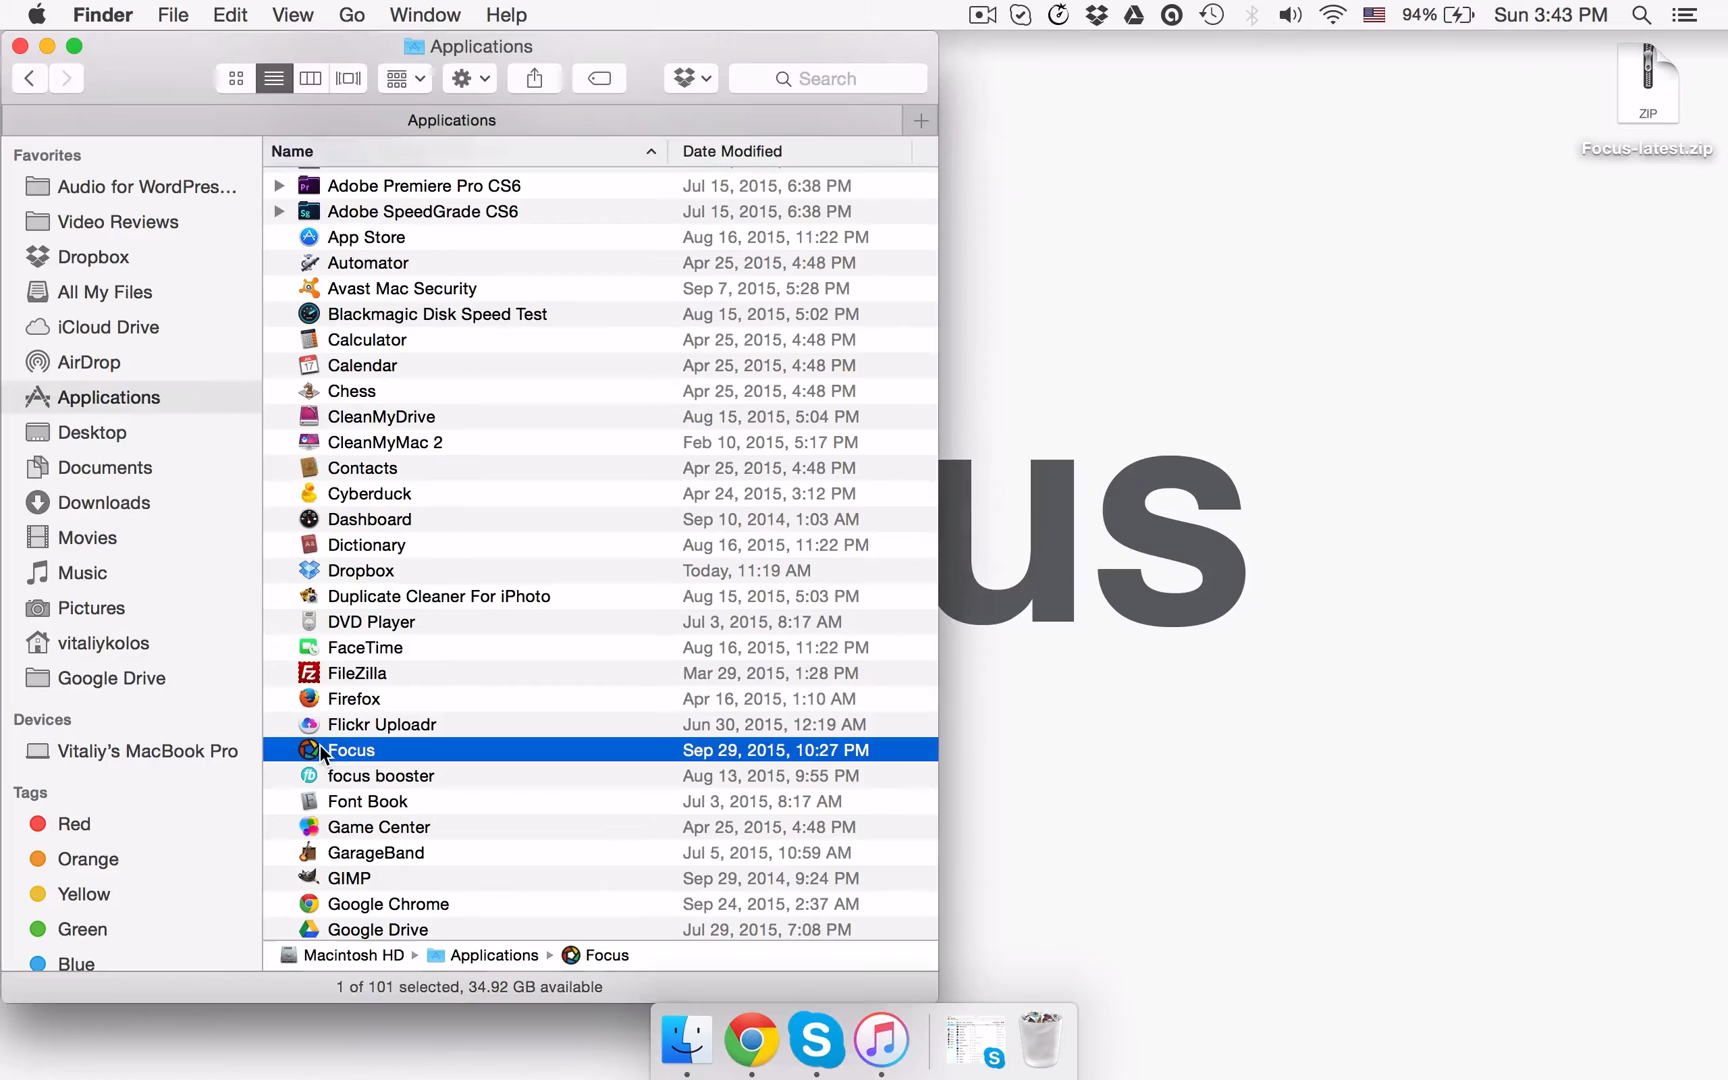 Finder File Edit View Go Window Help 94% Sun 3:43 PM
Applications
Search
Applications
Favorites
Audio for WordPres...
Video Reviews
Dropbox
All My Files
iCloud Drive
AirDrop
Applications
Desktop
Documents
Downloads
Movies
Music
Pictures
vitaliykolos
Google Drive
Devices
Vitaliy's MacBook Pro
Tags
Red
Orange
Yellow
Green
Blue
Name Date Modified
Adobe Premiere Pro CS6 Jul 15, 2015, 6:38 PM
Adobe SpeedGrade CS6 Jul 15, 2015, 6:38 PM
App Store Aug 16, 2015, 11:22 PM
Automator Apr 25, 2015, 4:48 PM
Avast Mac Security Sep 7, 2015, 5:28 PM
Blackmagic Disk Speed Test Aug 15, 2015, 5:02 PM
Calculator Apr 25, 2015, 4:48 PM
Calendar Apr 25, 2015, 4:48 PM
Chess Apr 25, 2015, 4:48 PM
CleanMyDrive Aug 15, 2015, 5:04 PM
CleanMyMac 2 Feb 10, 2015, 5:17 PM
Contacts Apr 25, 2015, 4:48 PM
Cyberduck Apr 24, 2015, 3:12 PM
Dashboard Sep 10, 2014, 1:03 AM
Dictionary Aug 16, 2015, 11:22 PM
Dropbox Today, 11:19 AM
Duplicate Cleaner For iPhoto Aug 15, 2015, 5:03 PM
DVD Player Jul 3, 2015, 8:17 AM
FaceTime Aug 16, 2015, 11:22 PM
FileZilla Mar 29, 2015, 1:28 PM
Firefox Apr 16, 2015, 1:10 AM
Flickr Uploadr Jun 30, 2015, 12:19 AM
Focus Sep 29, 2015, 10:27 PM
focus booster Aug 13, 2015, 9:55 PM
Font Book Jul 3, 2015, 8:17 AM
Game Center Apr 25, 2015, 4:48 PM
GarageBand Jul 5, 2015, 10:59 AM
GIMP Sep 29, 2014, 9:24 PM
Google Chrome Sep 24, 2015, 2:37 AM
Google Drive Jul 29, 2015, 7:08 PM
Macintosh HD Applications Focus
1 of 101 selected, 34.92 GB available
us
ZIP
Focus-latest.zip